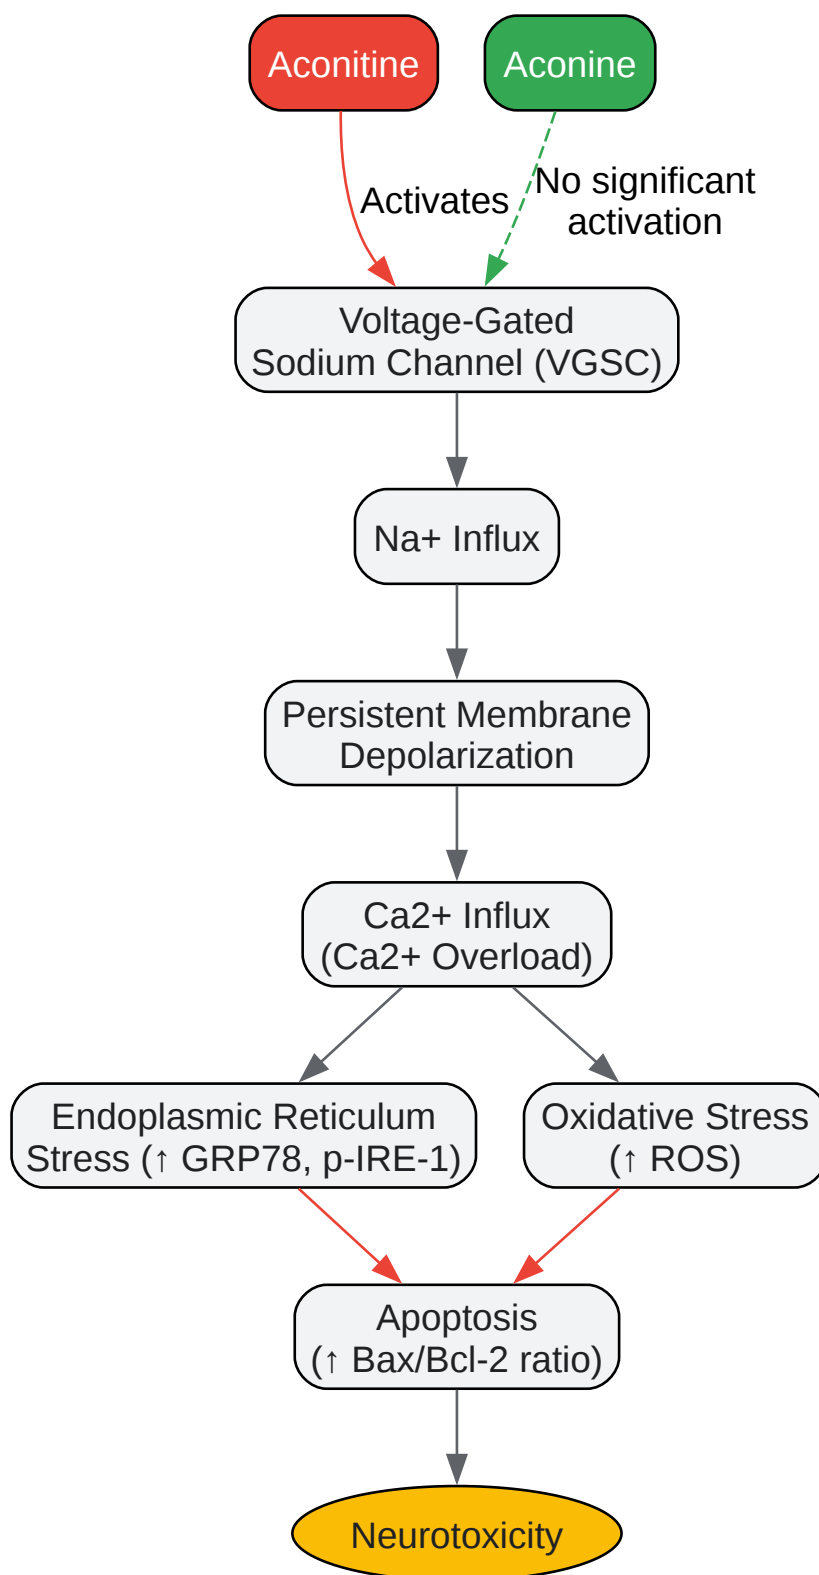 Aconitine
Aconine
Activates
No significant
activation
Voltage-Gated
Sodium Channel (VGSC)
Na+ Influx
Persistent Membrane
Depolarization
Ca2+ Influx
(Ca2+ Overload)
Endoplasmic Reticulum
Stress (↑ GRP78, p-IRE-1)
Oxidative Stress
(↑ ROS)
Apoptosis
(↑ Bax/Bcl-2 ratio)
Neurotoxicity